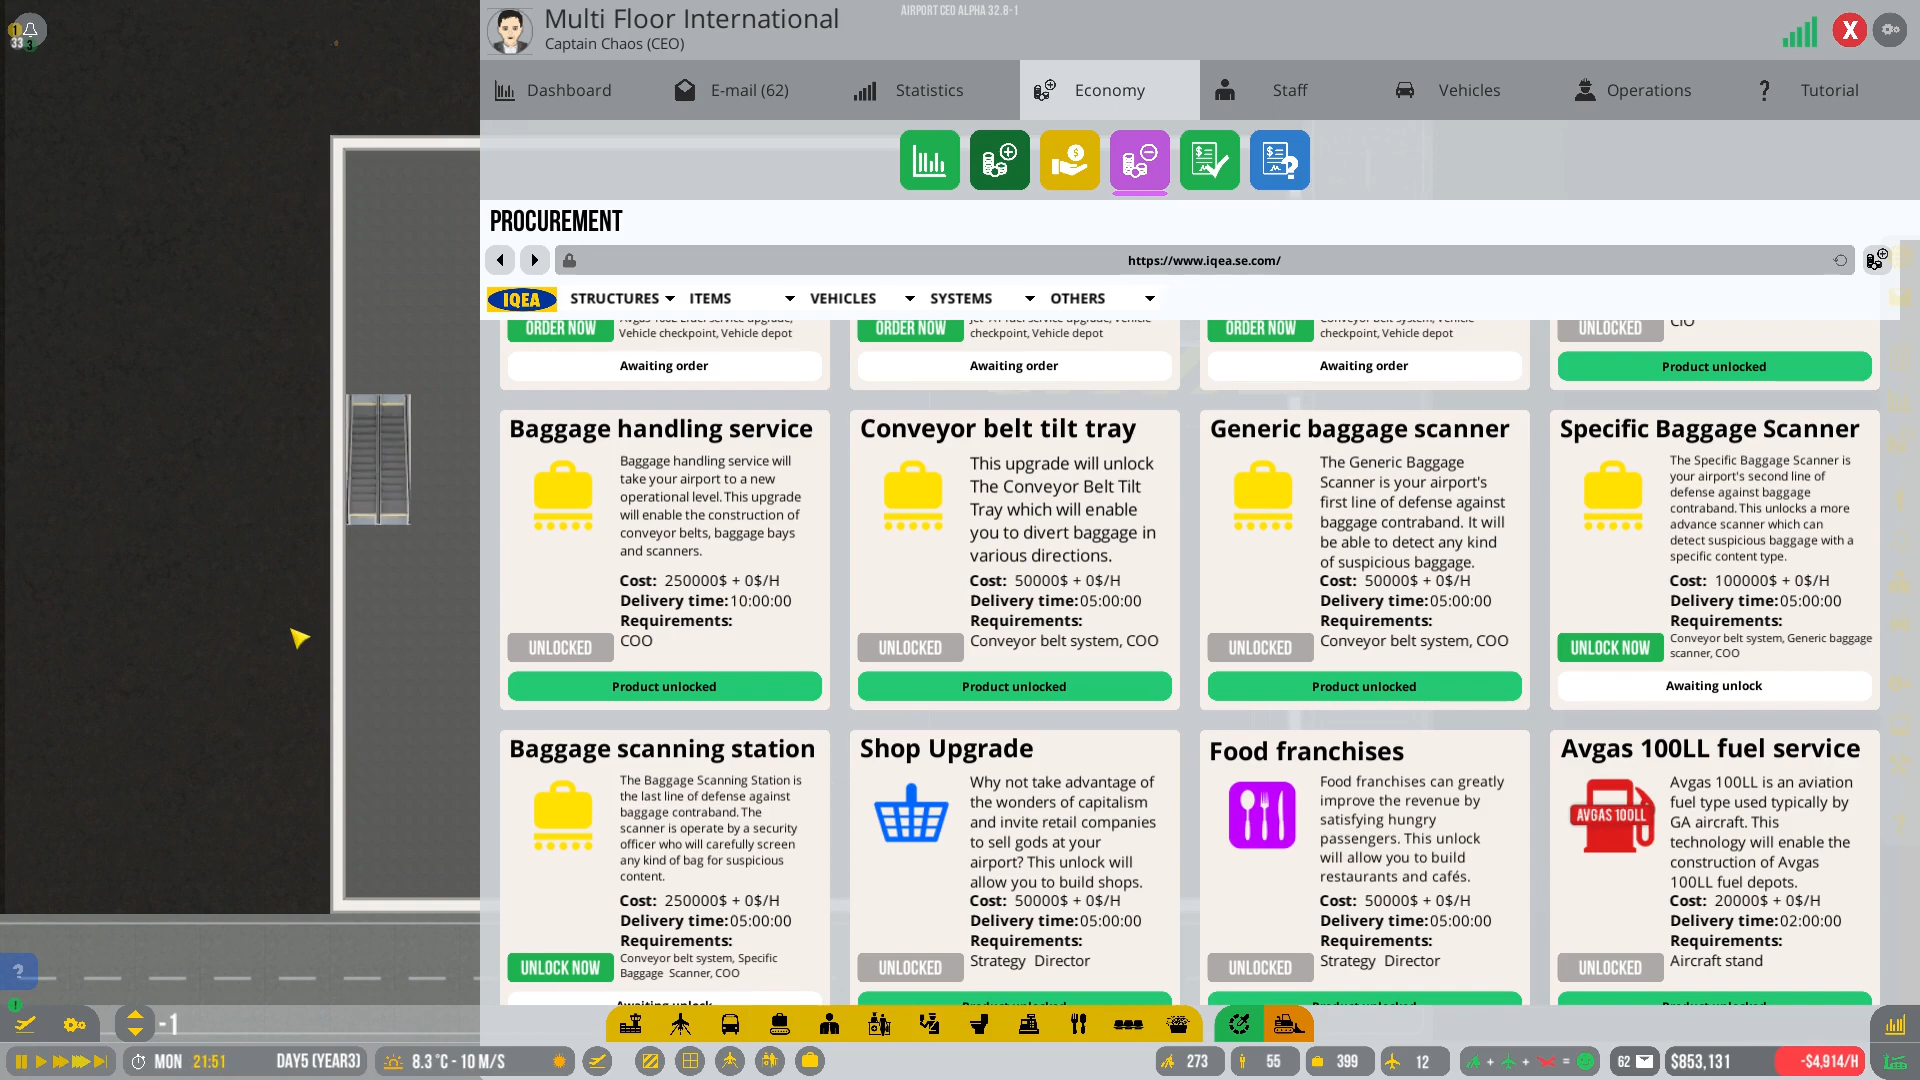 AIRPORT CEO ALPHA 32.8-1
Multi Floor International
Captain Chaos (CEO)
X
1
33 3
Dashboard
E-mail (62)
Statistics
Economy
Staff
Vehicles
Operations
? Tutorial
PROCUREMENT
https://www.iqea.se.com/
IQEA
STRUCTURES
ITEMS
VEHICLES
SYSTEMS
OTHERS
ORDER NOW
Vehicle checkpoint, Vehicle depot
Awaiting order
ORDER NOW
checkpoint, Vehicle depot
Awaiting order
ORDER NOW
checkpoint, Vehicle depot
Awaiting order
UNLOCKED
CIO
Product unlocked
Baggage handling service
Baggage handling service will
take your airport to a new
operational level. This upgrade
will enable the construction of
conveyor belts, baggage bays
and scanners.
Cost: 250000$ + 0$/H
Delivery time:10:00:00
Requirements:
COO
UNLOCKED
Product unlocked
Conveyor belt tilt tray
This upgrade will unlock
The Conveyor Belt Tilt
Tray which will enable
you to divert baggage in
various directions.
Cost: 50000$ + 0$/H
Delivery time:05:00:00
Requirements:
Conveyor belt system, COO
UNLOCKED
Product unlocked
Generic baggage scanner
The Generic Baggage
Scanner is your airport's
first line of defense against
baggage contraband. It will
be able to detect any kind
of suspicious baggage.
Cost: 50000$ + 0$/H
Delivery time:05:00:00
Requirements:
Conveyor belt system, COO
UNLOCKED
Product unlocked
Specific Baggage Scanner
The Specific Baggage Scanner is
your airport's second line of
defense against baggage
contraband. This unlocks a more
advance scanner which can
detect suspicious baggage with a
specific content type.
Cost: 100000$ + 0$/H
Delivery time:05:00:00
Requirements:
Conveyor belt system, Generic baggage
scanner, COO
UNLOCK NOW
Awaiting unlock
Baggage scanning station
The Baggage Scanning Station is
the last line of defense against
baggage contraband. The
scanner is operate by a security
officer who will carefully screen
any kind of bag for suspicious
content.
Cost: 250000$ + 0$/H
Delivery time:05:00:00
Requirements:
Conveyor belt system, Specific
Baggage Scanner, COO
UNLOCK NOW
Awaiting unlock
Shop Upgrade
Why not take advantage of
the wonders of capitalism
and invite retail companies
to sell gods at your
airport? This unlock will
allow you to build shops.
Cost: 50000$ + 0$/H
Delivery time:05:00:00
Requirements:
Strategy Director
UNLOCKED
Product unlocked
Food franchises
Food franchises can greatly
improve the revenue by
satisfying hungry
passengers. This unlock
will allow you to build
restaurants and cafés.
Cost: 50000$ + 0$/H
Delivery time:05:00:00
Requirements:
Strategy Director
UNLOCKED
Product unlocked
Avgas 100LL fuel service
AVGAS 100LL
Avgas 100LL is an aviation
fuel type used typically by
GA aircraft. This
technology will enable the
construction of Avgas
100LL fuel depots.
Cost: 20000$ + 0$/H
Delivery time:02:00:00
Requirements:
Aircraft stand
UNLOCKED
Product unlocked
?
!
-1
MON 21:51 DAY5 (YEAR3)
8.3 °C - 10 M/S
273
55
399
12
+ + =
62
$853,131
-$4,914/H